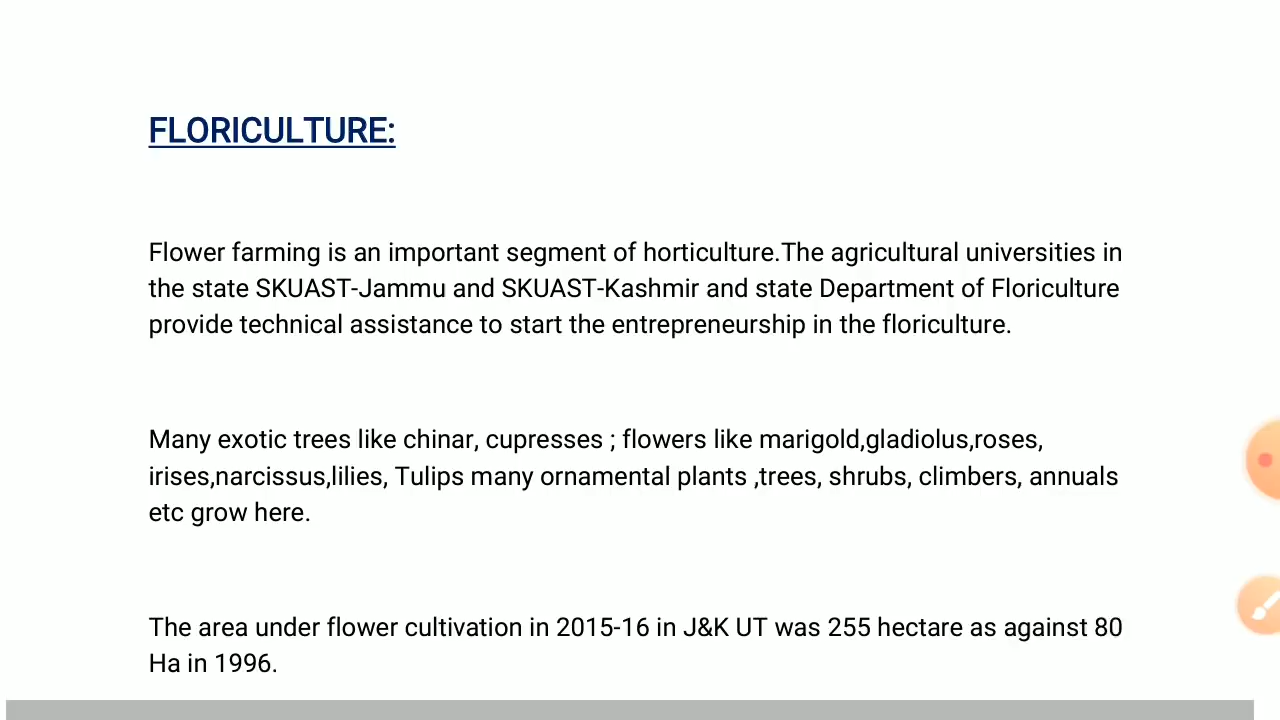 FLORICULTURE:
Flower farming is an important segment of horticulture.The agricultural universities in
the state SKUAST-Jammu and SKUAST-Kashmir and state Department of Floriculture
provide technical assistance to start the entrepreneurship in the floriculture.
Many exotic trees like chinar, cupresses ; flowers like marigold,gladiolus,roses,
irises,narcissus,lilies, Tulips many ornamental plants ,trees, shrubs, climbers, annuals
etc grow here.
The area under flower cultivation in 2015-16 in J&K UT was 255 hectare as against 80
Ha in 1996.